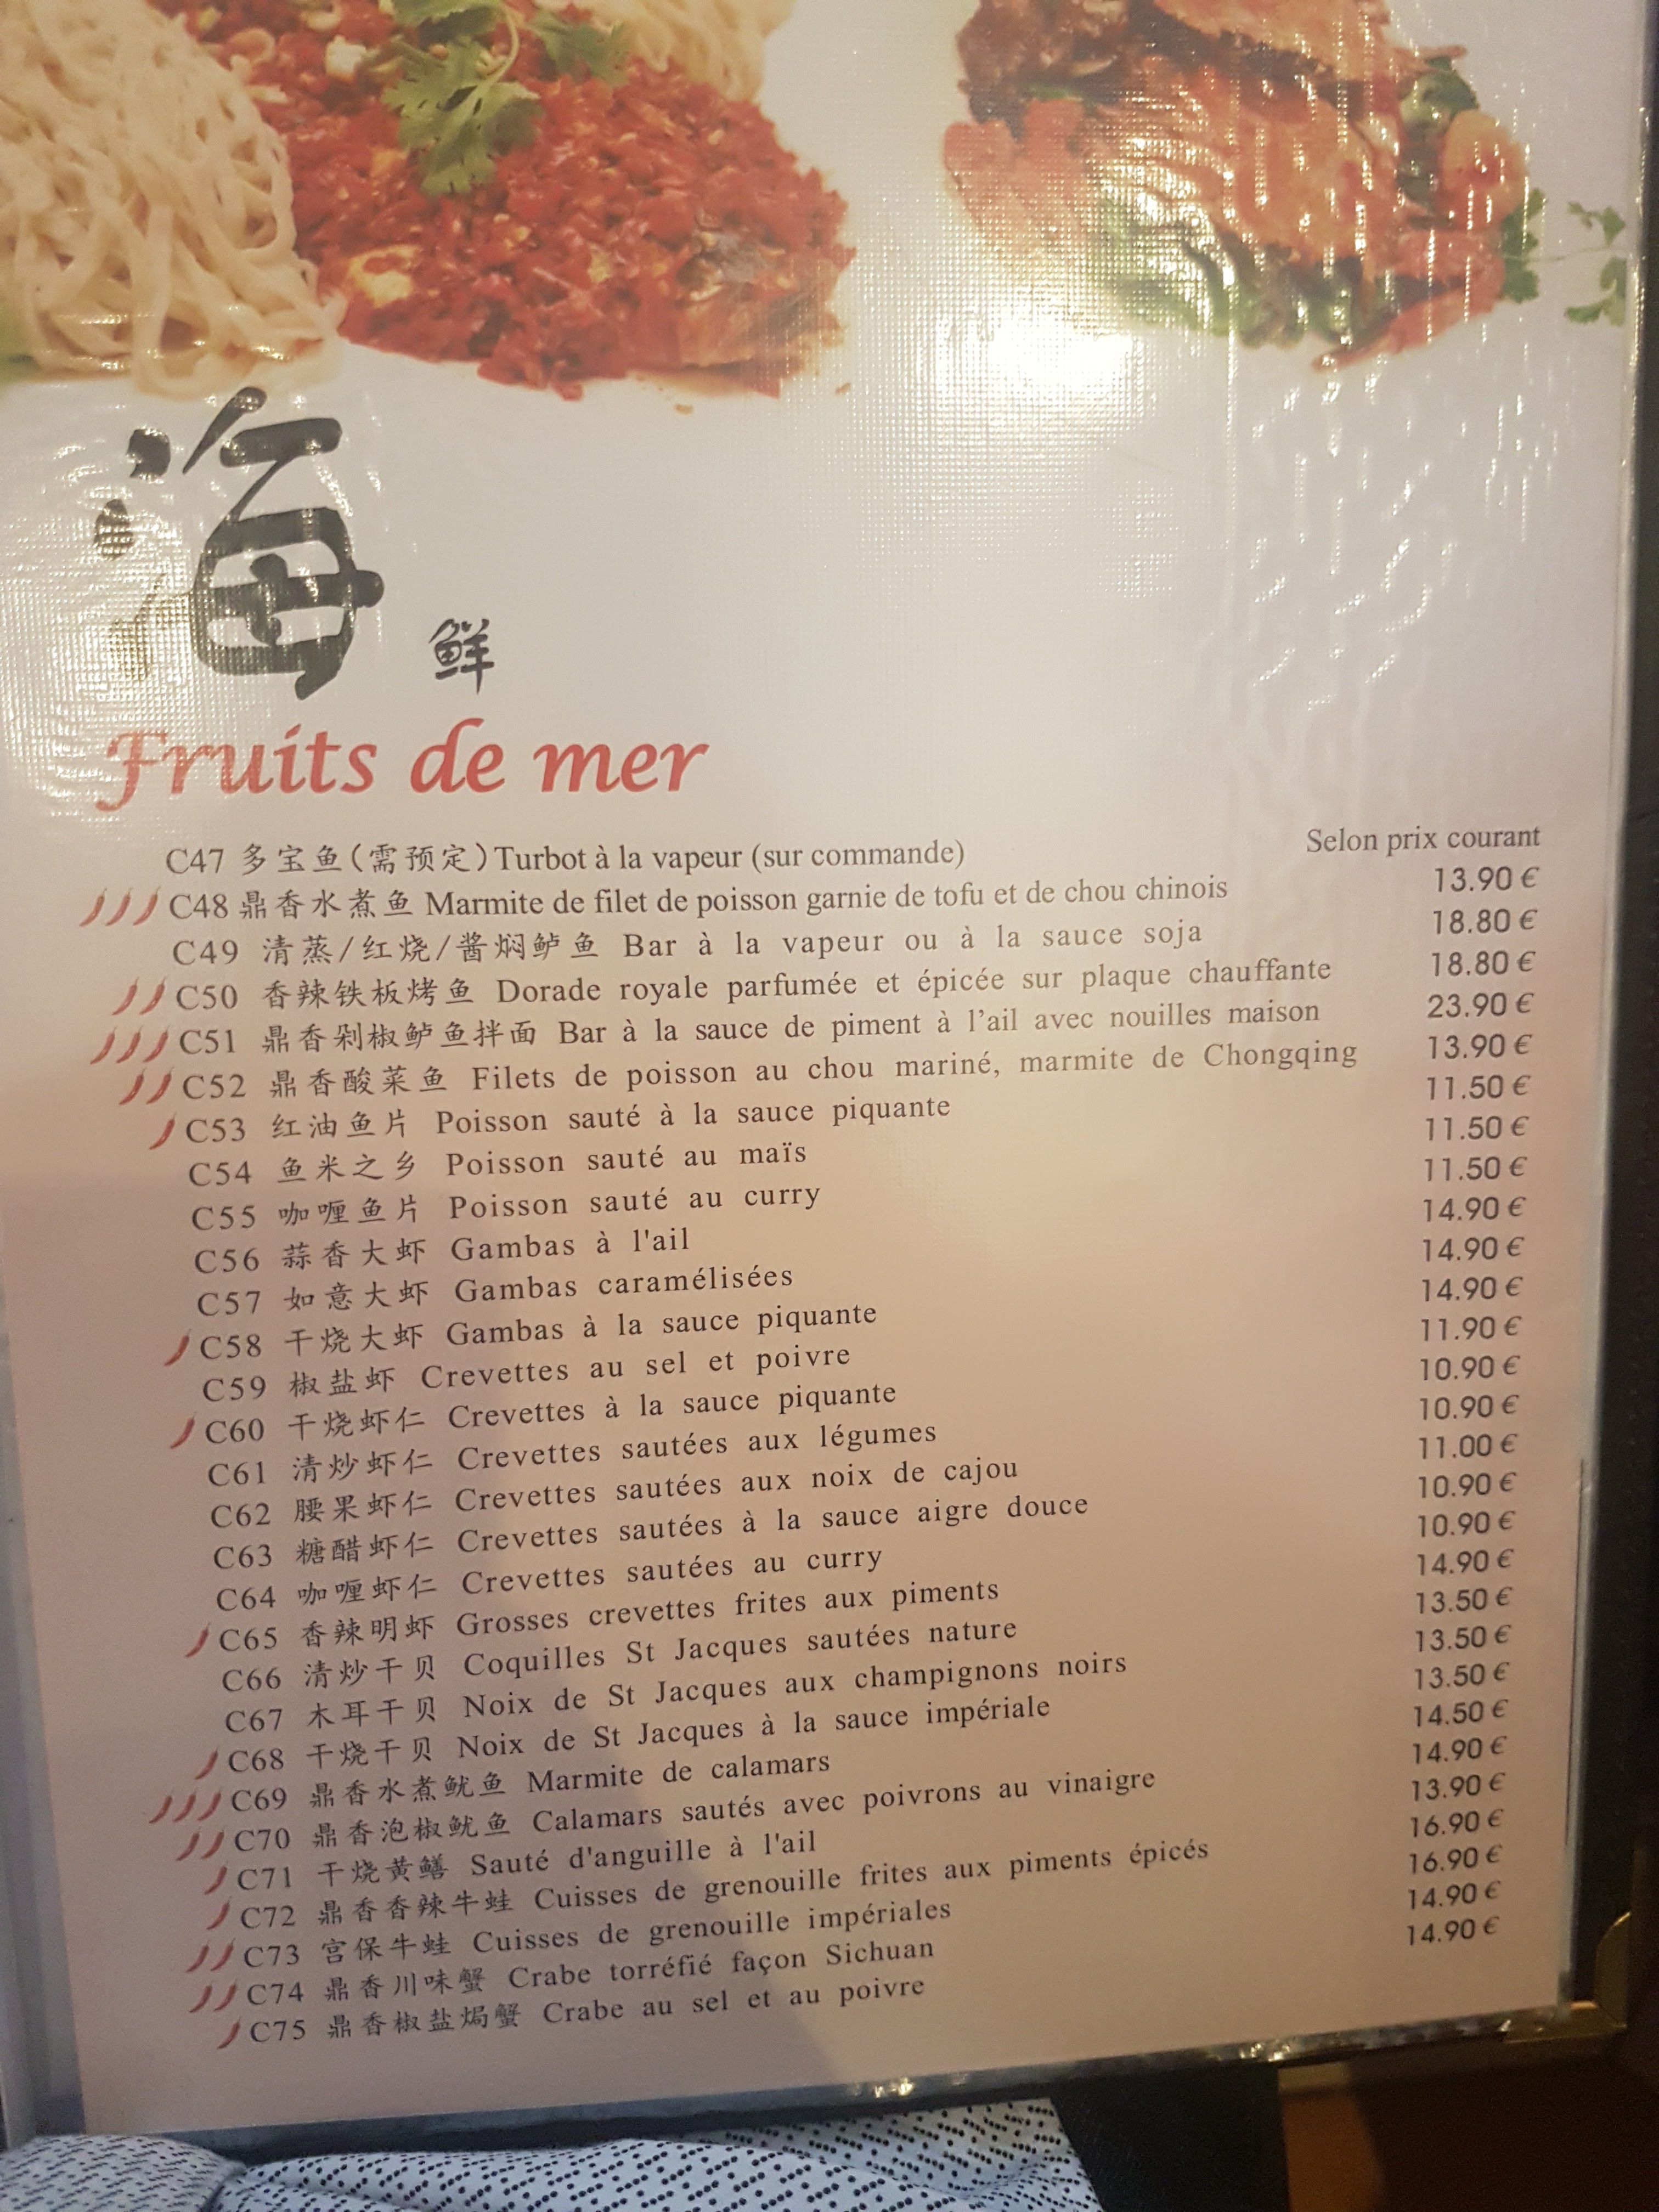 海鲜
Fruits de mer
C47 多宝鱼(需预定)Turbot à la vapeur (sur commande) Selon prix courant
C48 鼎香水煮鱼 Marmite de filet de poisson garnie de tofu et de chou chinois 13.90 €
C49 清蒸/红烧/酱焖鲈鱼 Bar à la vapeur ou à la sauce soja 18.80 €
C50 香辣铁板烤鱼 Dorade royale parfumée et épicée sur plaque chauffante 18.80 €
C51 鼎香剁椒鲈鱼拌面 Bar à la sauce de piment à l’ail avec nouilles maison 23.90 €
C52 鼎香酸菜鱼 Filets de poisson au chou mariné, marmite de Chongqing 13.90 €
C53 红油鱼片 Poisson sauté à la sauce piquante 11.50 €
C54 鱼米之乡 Poisson sauté au maïs 11.50 €
C55 咖喱鱼片 Poisson sauté au curry 11.50 €
C56 蒜香大虾 Gambas à l'ail 14.90 €
C57 如意大虾 Gambas caramélisées 14.90 €
C58 干烧大虾 Gambas à la sauce piquante 14.90 €
C59 椒盐虾 Crevettes au sel et poivre 11.90 €
C60 干烧虾仁 Crevettes à la sauce piquante 10.90 €
C61 清炒虾仁 Crevettes sautées aux légumes 10.90 €
C62 腰果虾仁 Crevettes sautées aux noix de cajou 11.00 €
C63 糖醋虾仁 Crevettes sautées à la sauce aigre douce 10.90 €
C64 咖喱虾仁 Crevettes sautées au curry 10.90 €
C65 香辣明虾 Grosses crevettes frites aux piments 14.90 €
C66 清炒干贝 Coquilles St Jacques sautées nature 13.50 €
C67 木耳干贝 Noix de St Jacques aux champignons noirs 13.50 €
C68 干烧干贝 Noix de St Jacques à la sauce impériale 13.50 €
C69 鼎香水煮鱿鱼 Marmite de calamars 14.50 €
C70 鼎香泡椒鱿鱼 Calamars sautés avec poivrons au vinaigre 14.90 €
C71 干烧黄鳝 Sauté d'anguille à l'ail 13.90 €
C72 鼎香香辣牛蛙 Cuisses de grenouille frites aux piments épicés 16.90 €
C73 宫保牛蛙 Cuisses de grenouille impériales 16.90 €
C74 鼎香川味蟹 Crabe torréfié façon Sichuan 14.90 €
C75 鼎香椒盐焗蟹 Crabe au sel et au poivre 14.90 €